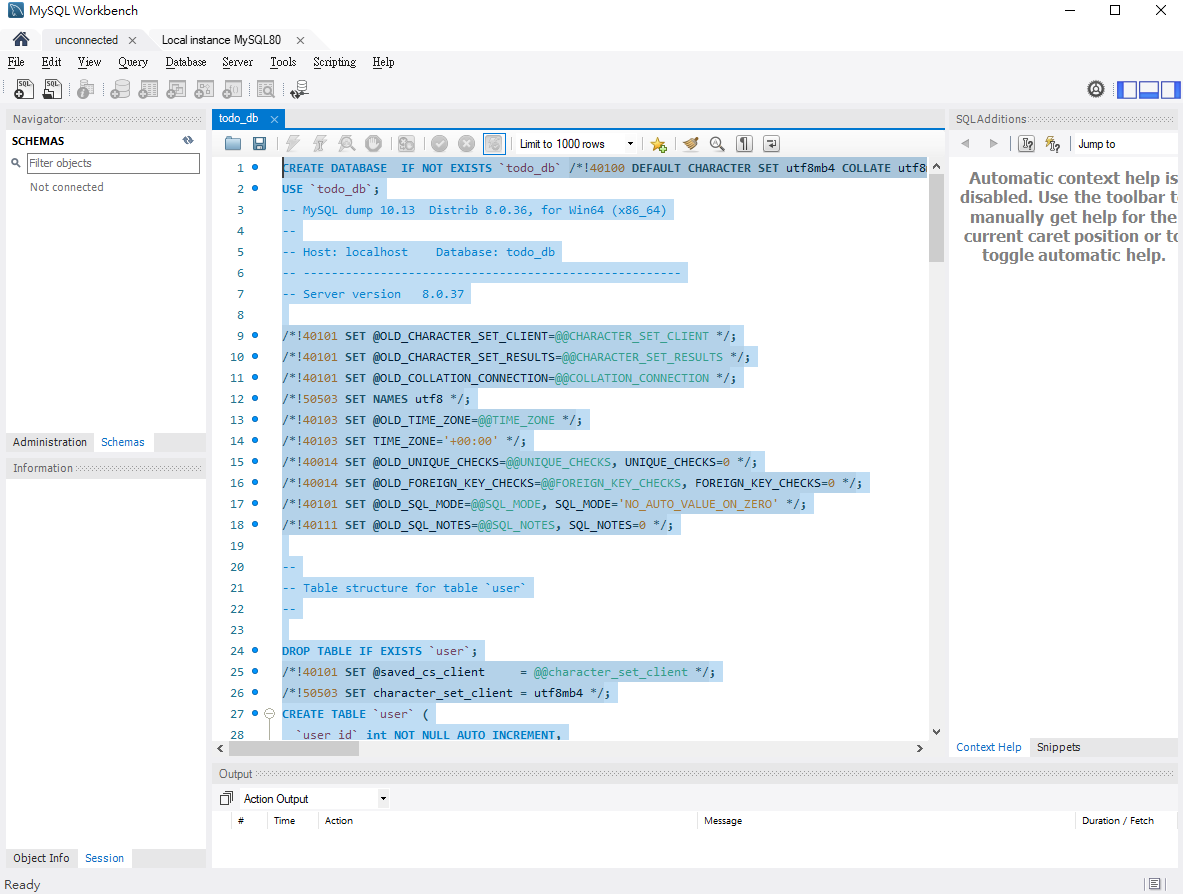 MySQL Workbench
unconnected
Local instance MySQL80
File Edit View Query Database Server Tools Scripting Help
Navigator
SCHEMAS
Filter objects
Not connected
Administration Schemas
Information
Object Info Session
todo_db
Limit to 1000 rows
1 CREATE DATABASE  IF NOT EXISTS `todo_db` /*!40100 DEFAULT CHARACTER SET utf8mb4 COLLATE utf8
2 USE `todo_db`;
3 -- MySQL dump 10.13  Distrib 8.0.36, for Win64 (x86_64)
4 --
5 -- Host: localhost    Database: todo_db
6 -- ------------------------------------------------------
7 -- Server version   8.0.37
8
9 /*!40101 SET @OLD_CHARACTER_SET_CLIENT=@@CHARACTER_SET_CLIENT */;
10 /*!40101 SET @OLD_CHARACTER_SET_RESULTS=@@CHARACTER_SET_RESULTS */;
11 /*!40101 SET @OLD_COLLATION_CONNECTION=@@COLLATION_CONNECTION */;
12 /*!50503 SET NAMES utf8 */;
13 /*!40103 SET @OLD_TIME_ZONE=@@TIME_ZONE */;
14 /*!40103 SET TIME_ZONE='+00:00' */;
15 /*!40014 SET @OLD_UNIQUE_CHECKS=@@UNIQUE_CHECKS, UNIQUE_CHECKS=0 */;
16 /*!40014 SET @OLD_FOREIGN_KEY_CHECKS=@@FOREIGN_KEY_CHECKS, FOREIGN_KEY_CHECKS=0 */;
17 /*!40101 SET @OLD_SQL_MODE=@@SQL_MODE, SQL_MODE='NO_AUTO_VALUE_ON_ZERO' */;
18 /*!40111 SET @OLD_SQL_NOTES=@@SQL_NOTES, SQL_NOTES=0 */;
19
20 --
21 -- Table structure for table `user`
22 --
23
24 DROP TABLE IF EXISTS `user`;
25 /*!40101 SET @saved_cs_client     = @@character_set_client */;
26 /*!50503 SET character_set_client = utf8mb4 */;
27 CREATE TABLE `user` (
28   `user_id` int NOT NULL AUTO_INCREMENT,
SQLAdditions
Jump to
Automatic context help is
disabled. Use the toolbar t
manually get help for the
current caret position or to
toggle automatic help.
Context Help Snippets
Output
Action Output
# Time Action Message Duration / Fetch
Ready